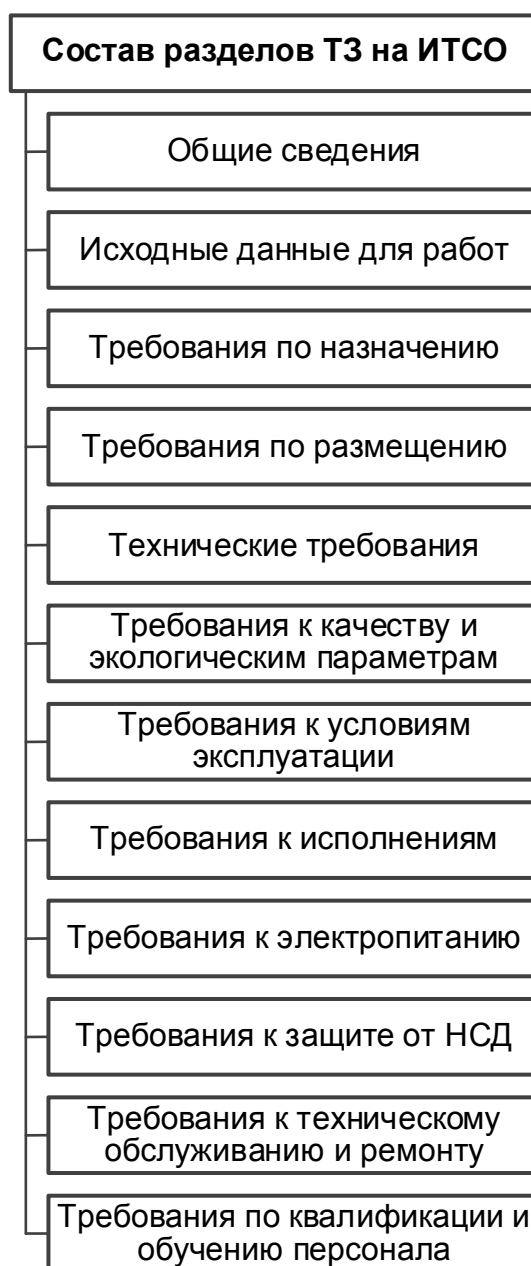 Состав разделов ТЗ на ИТСО
Общие сведения
Исходные данные для работ
Требования по назначению
Требования по размещению
Технические требования
Требования к качеству и
экологическим параметрам
Требования к условиям
эксплуатации
Требования к исполнениям
Требования к электропитанию
Требования к защите от НСД
Требования к техническому
обслуживанию и ремонту
Требования по квалификации и
обучению персонала